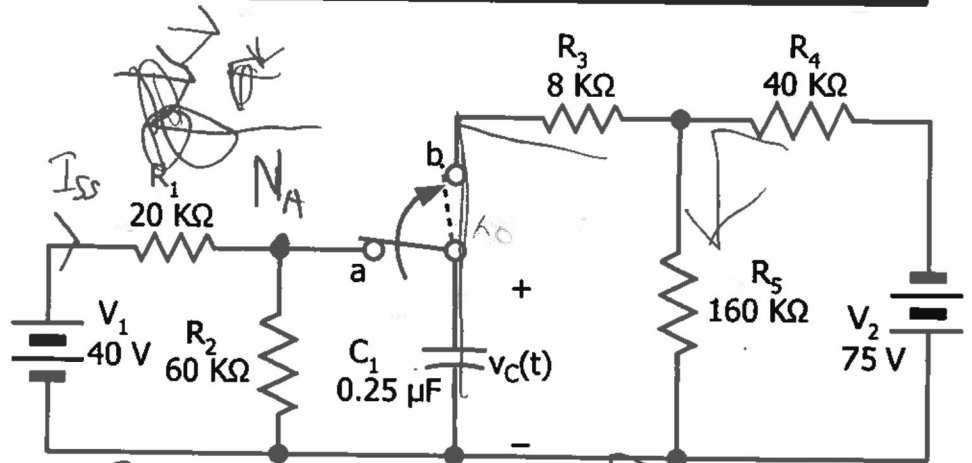 R3
8 KΩ
R4
40 KΩ
b
ISS
R1
20 KΩ
NA
a
+
R5
160 KΩ
V1
40 V
R2
60 KΩ
C1
0.25 µF
vC(t)
V2
75 V
–